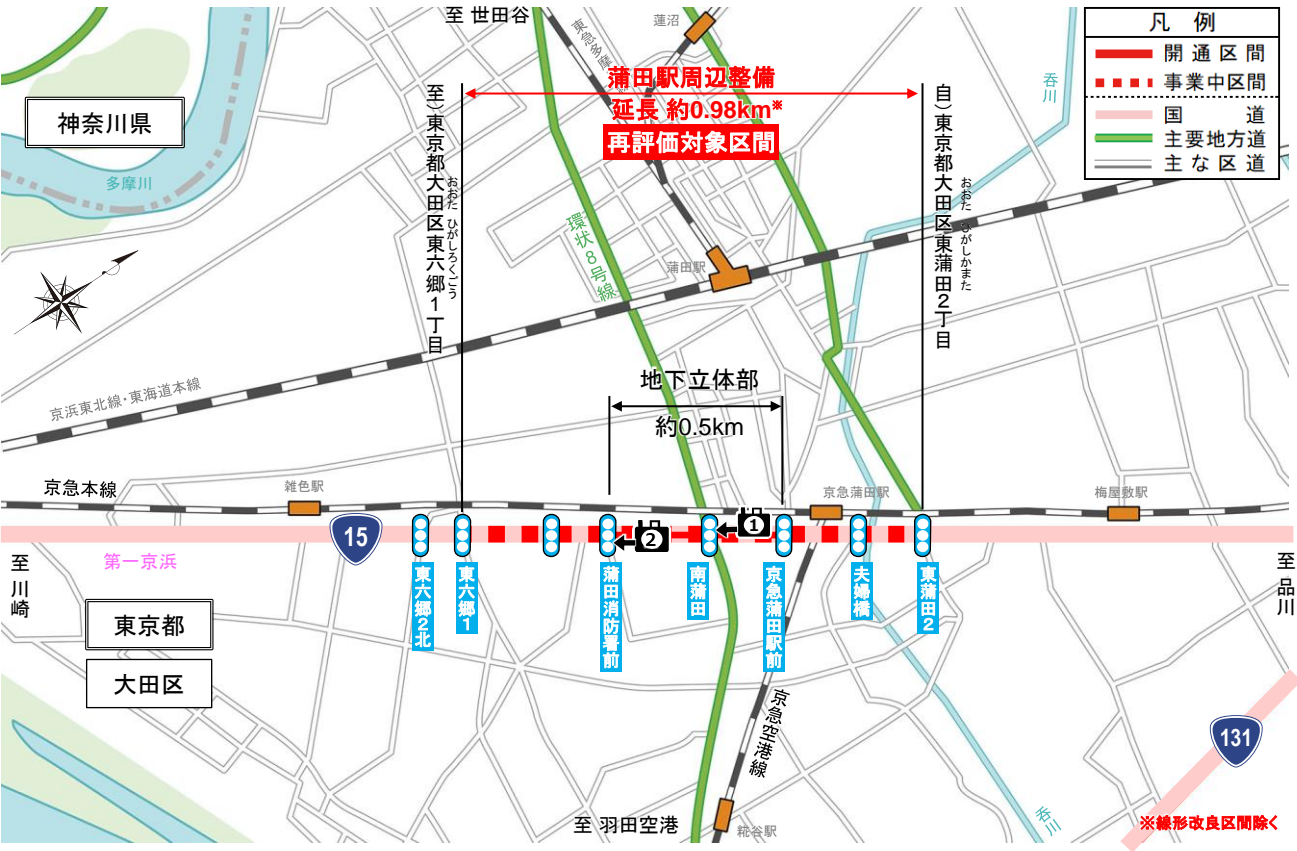 至 世田谷
蓮沼
東急多摩
凡 例
開通区間
事業中区間
国 道
主要地方道
主な区道
蒲田駅周辺整備
延長 約0.98km※
再評価対象区間
神奈川県
多摩川
呑川
至）東京都大田区東六郷１丁目
おおた ひがしろくごう
自）東京都大田区東蒲田２丁目
おおた ひがしかまた
環状８号線
蒲田駅
京浜東北線・東海道本線
地下立体部
約0.5km
京急本線
雑色駅
京急蒲田駅
梅屋敷駅
15
①
②
至 川崎
第一京浜
至 品川
東六郷２北
東六郷１
蒲田消防署前
南蒲田
京急蒲田駅前
夫婦橋
東蒲田２
東京都
大田区
京急空港線
131
至 羽田空港
糀谷駅
呑川
※線形改良区間除く